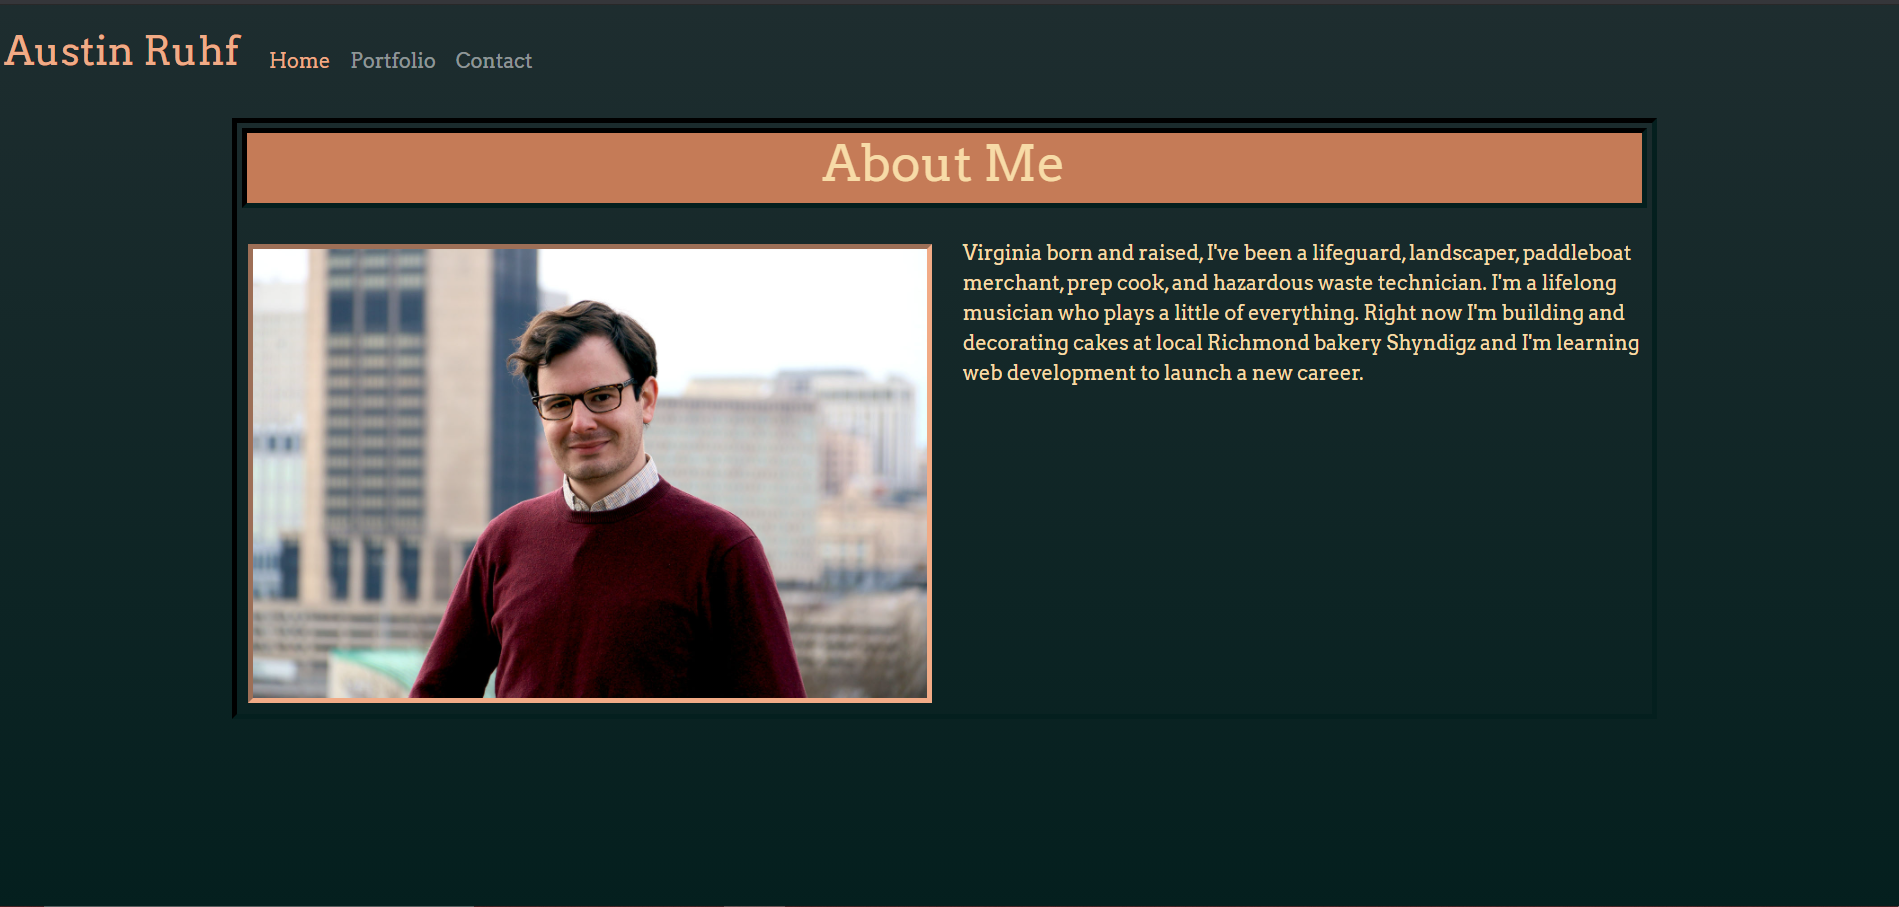 Austin Ruhf
Home Portfolio Contact
About Me
Virginia born and raised, I've been a lifeguard, landscaper, paddleboat
merchant, prep cook, and hazardous waste technician. I'm a lifelong
musician who plays a little of everything. Right now I'm building and
decorating cakes at local Richmond bakery Shyndigz and I'm learning
web development to launch a new career.